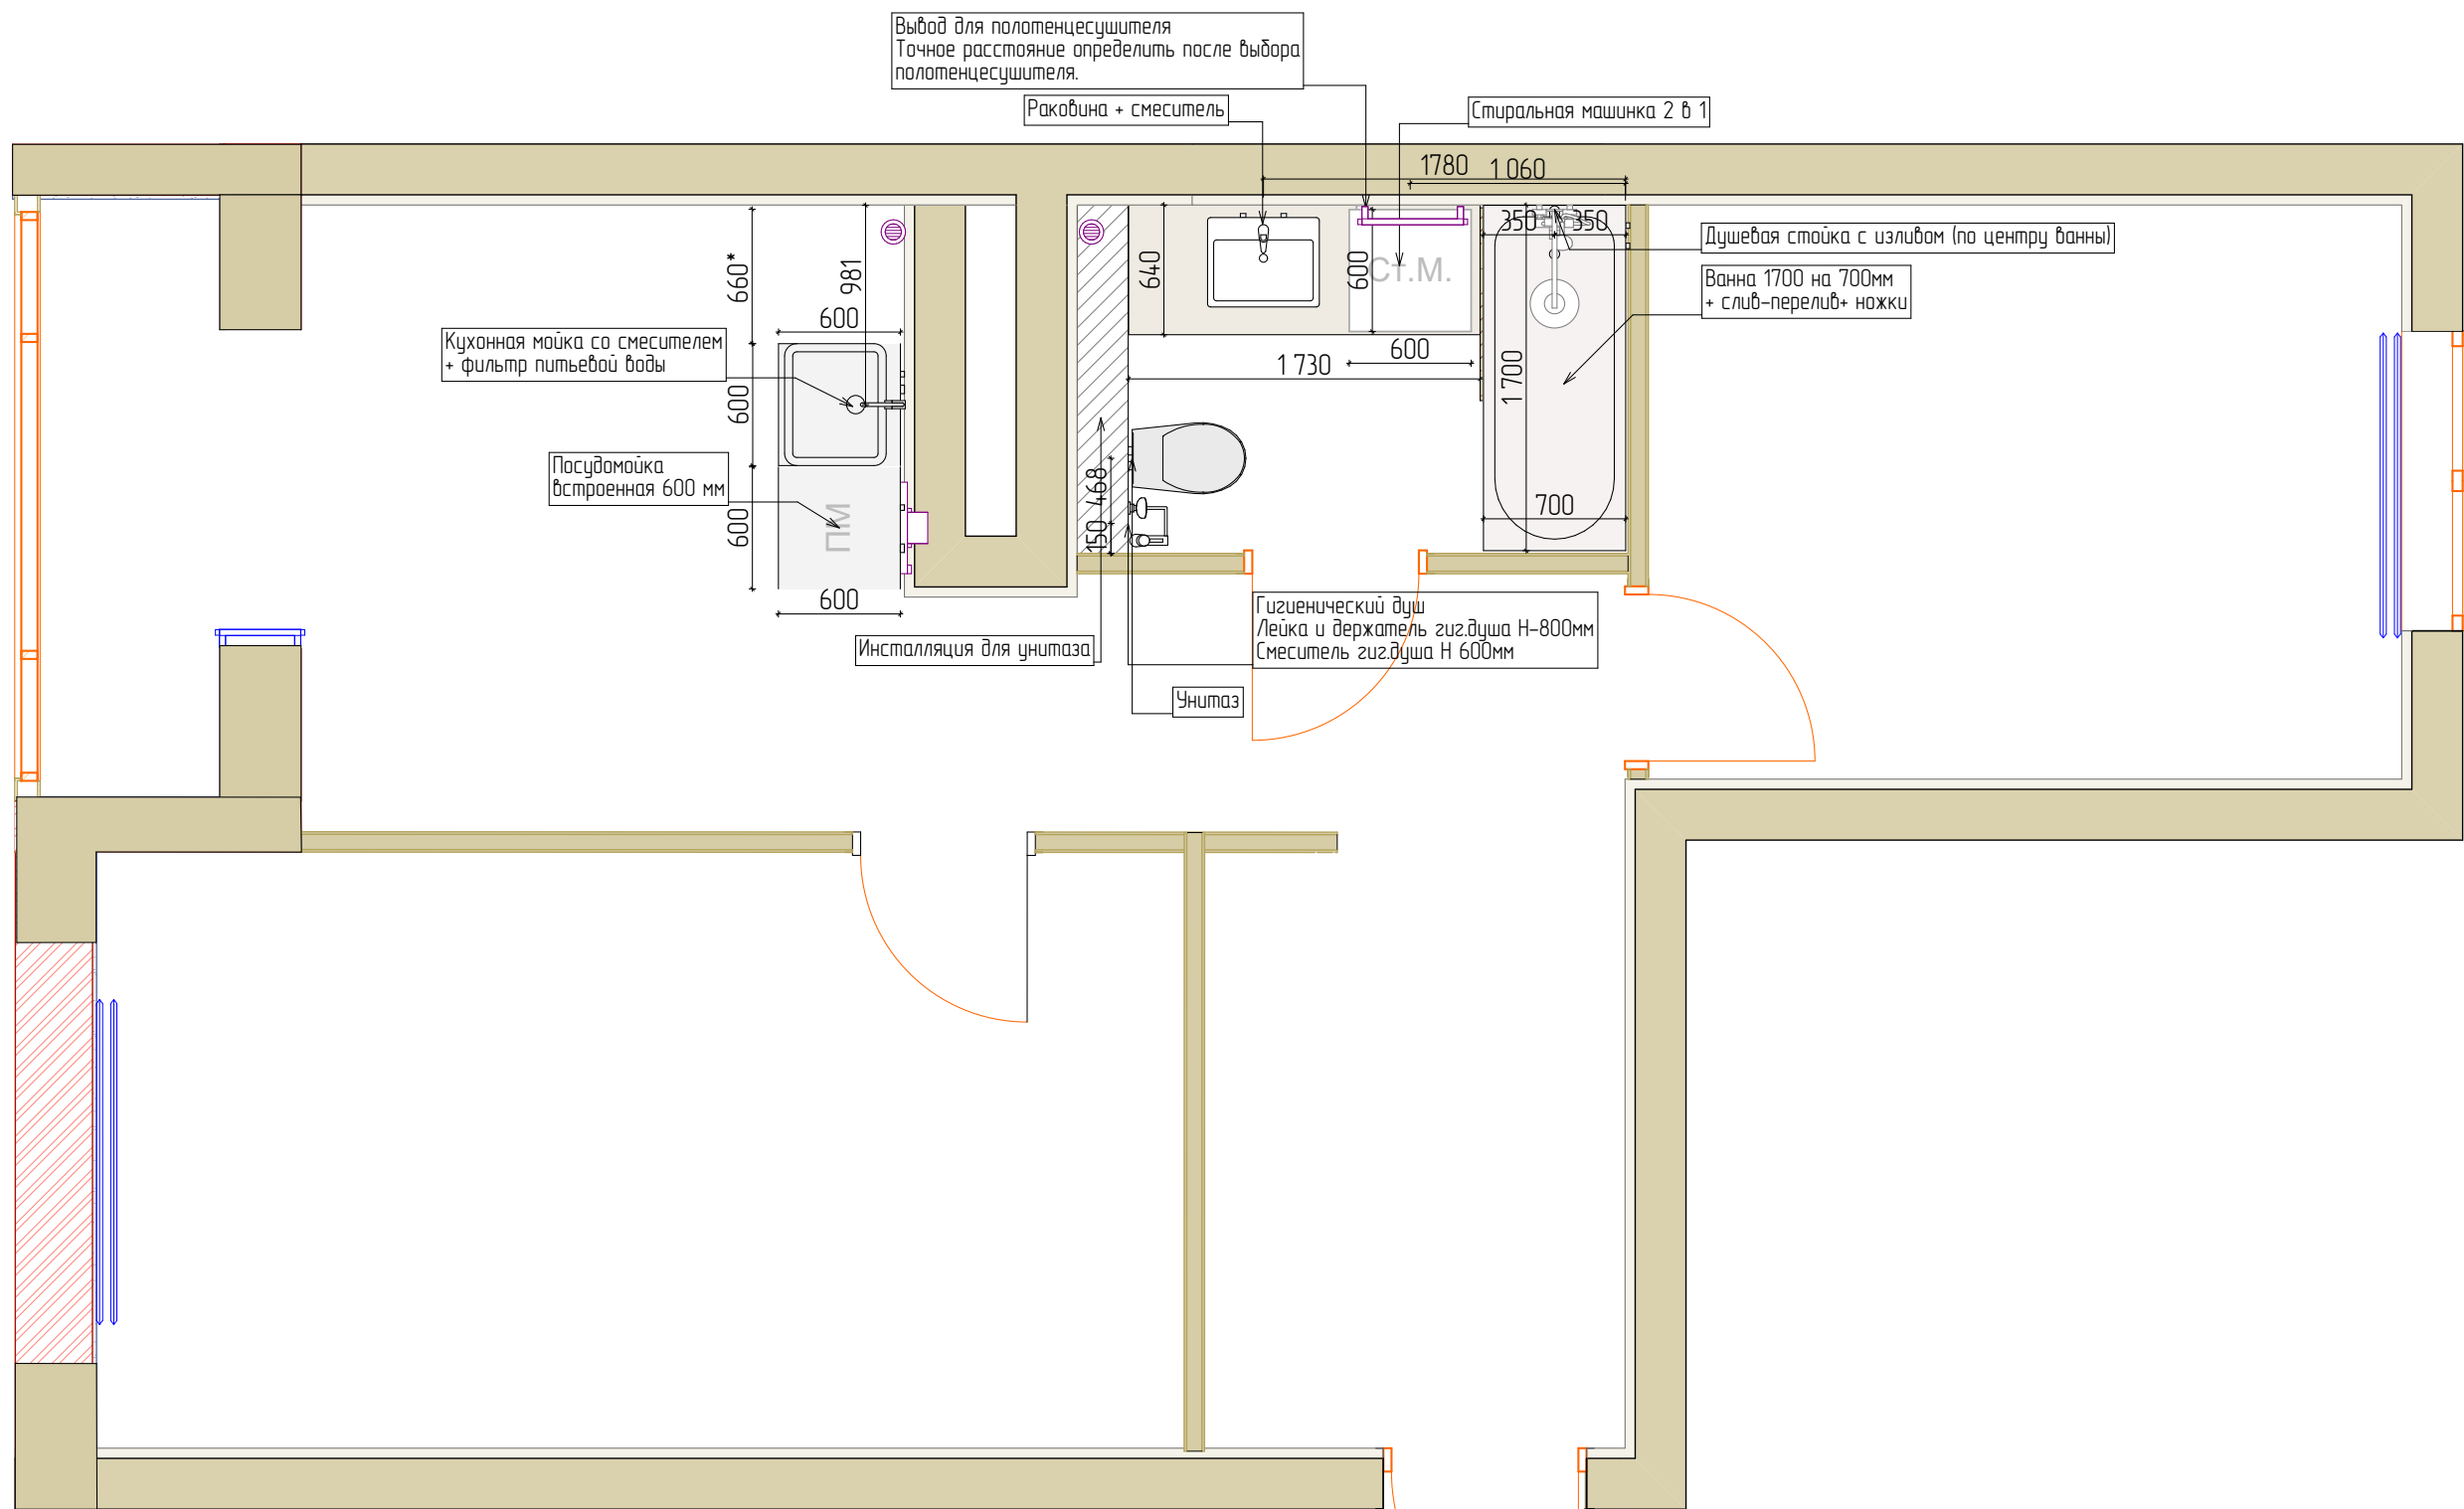 Вывод для полотенцесушителя
Точное расстояние определить после выбора
полотенцесушителя.
Раковина + смеситель
Стиральная машинка 2 в 1
1780
1 060
350
350
Душевая стойка с изливом (по центру ванны)
660*
981
640
600
Ст.М.
Ванна 1700 на 700мм
+ слив-перелив+ ножки
600
Кухонная мойка со смесителем
+ фильтр питьевой воды
600
1 730
600
1 700
Посудомойка
встроенная 600 мм
ПМ
600
468
150
700
600
Гигиенический душ
Лейка и держатель гиг.душа Н-800мм
Смеситель гиг.душа Н 600мм
Инсталляция для унитаза
Унитаз